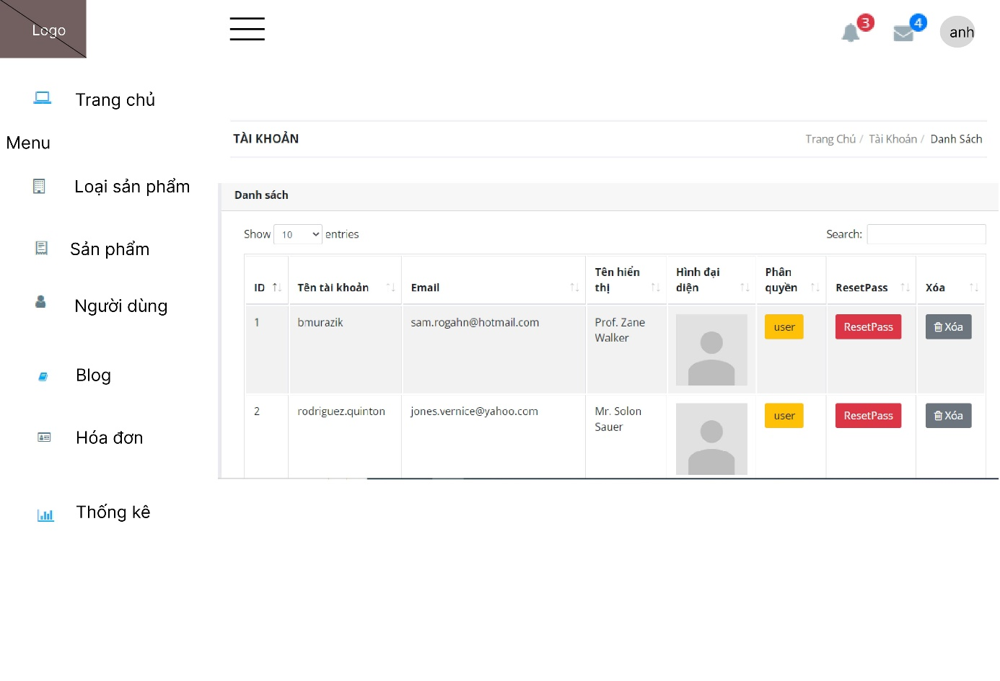 Logo
3
4
anh
Trang chủ
Menu
Loại sản phẩm
Sản phẩm
Người dùng
Blog
Hóa đơn
Thống kê
TÀI KHOẢN
Trang Chủ / Tài Khoản / Danh Sách
Danh sách
Show 10 entries
Search:
ID Tên tài khoản Email Tên hiển thị Hình đại diện Phân quyền ResetPass Xóa
1 bmurazik sam.rogahn@hotmail.com Prof. Zane Walker user ResetPass Xóa
2 rodriguez.quinton jones.vernice@yahoo.com Mr. Solon Sauer user ResetPass Xóa